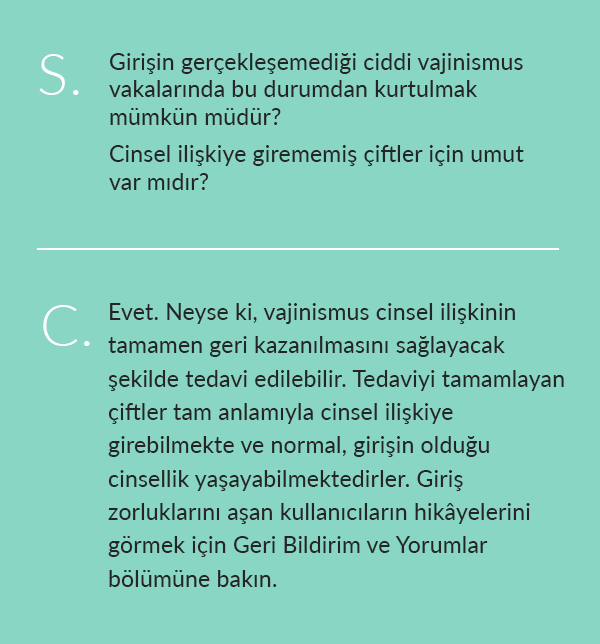 S.
Girişin gerçekleşemediği ciddi vajinismus
vakalarında bu durumdan kurtulmak
mümkün müdür?
Cinsel ilişkiye girememiş çiftler için umut
var mıdır?
C.
Evet. Neyse ki, vajinismus cinsel ilişkinin
tamamen geri kazanılmasını sağlayacak
şekilde tedavi edilebilir. Tedaviyi tamamlayan
çiftler tam anlamıyla cinsel ilişkiye
girebilmekte ve normal, girişin olduğu
cinsellik yaşayabilmektedirler. Giriş
zorluklarını aşan kullanıcıların hikâyelerini
görmek için Geri Bildirim ve Yorumlar
bölümüne bakın.